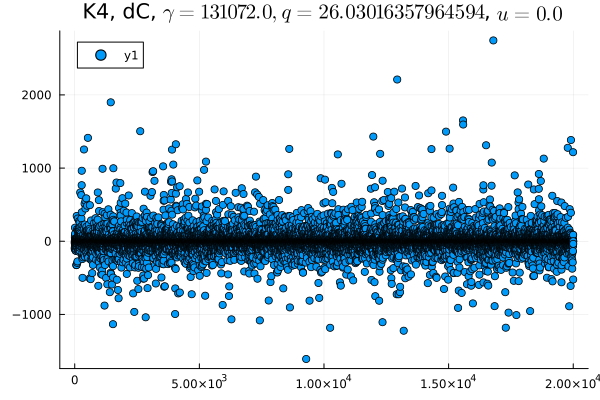 K4, dC, γ = 131072.0, q = 26.03016357964594, u = 0.0
y1
2000
1000
0
−1000
0 5.00×10³ 1.00×10⁴ 1.50×10⁴ 2.00×10⁴